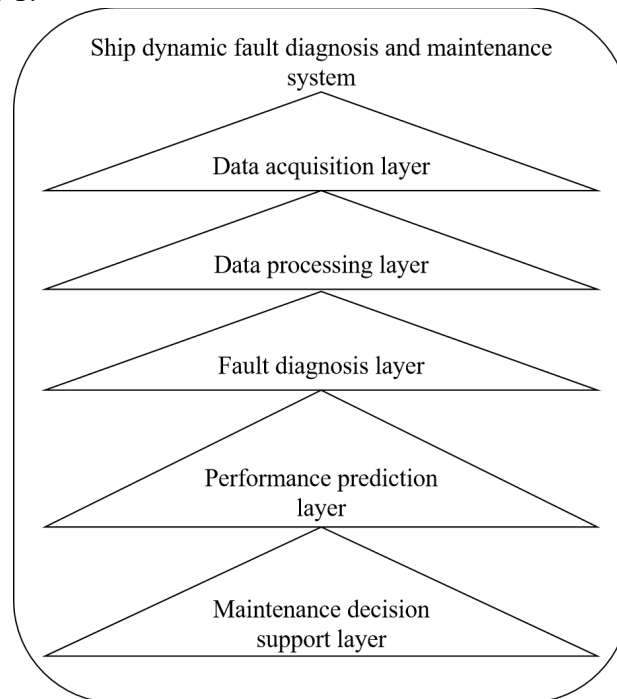 Ship dynamic fault diagnosis and maintenance
system
Data acquisition layer
Data processing layer
Fault diagnosis layer
Performance prediction
layer
Maintenance decision
support layer